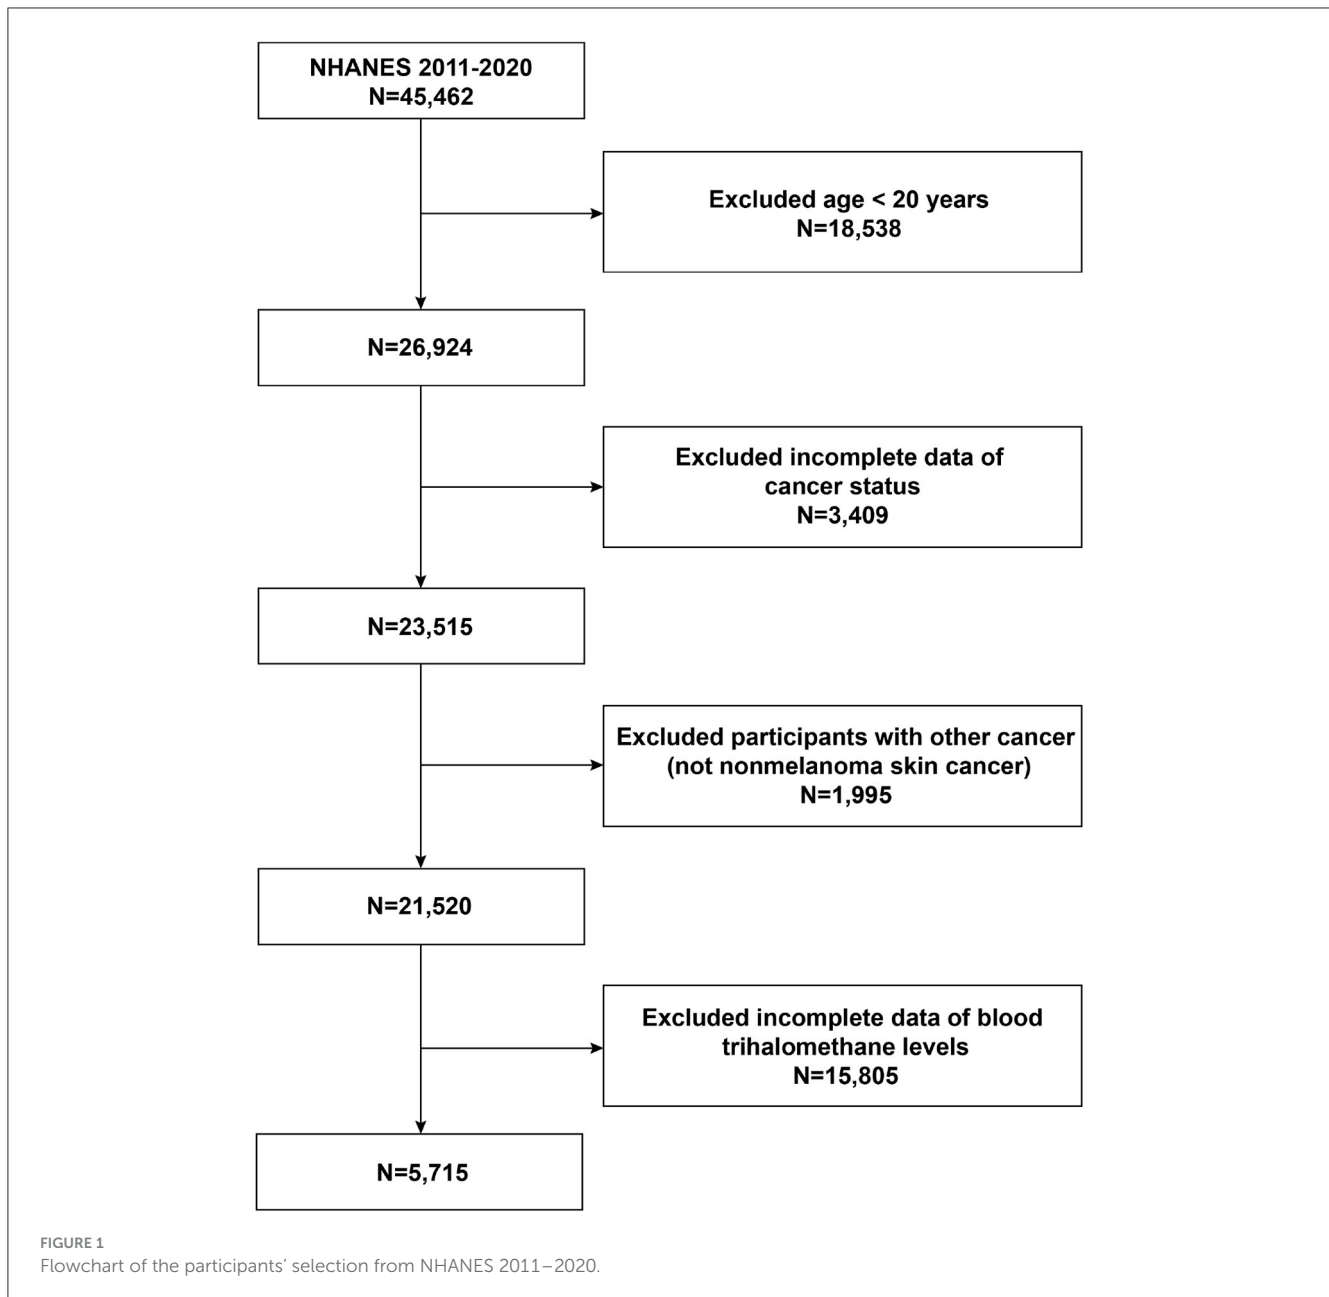 NHANES 2011-2020
N=45,462
Excluded age < 20 years
N=18,538
N=26,924
Excluded incomplete data of
cancer status
N=3,409
N=23,515
Excluded participants with other cancer
(not nonmelanoma skin cancer)
N=1,995
N=21,520
Excluded incomplete data of blood
trihalomethane levels
N=15,805
N=5,715
FIGURE 1
Flowchart of the participants’ selection from NHANES 2011–2020.